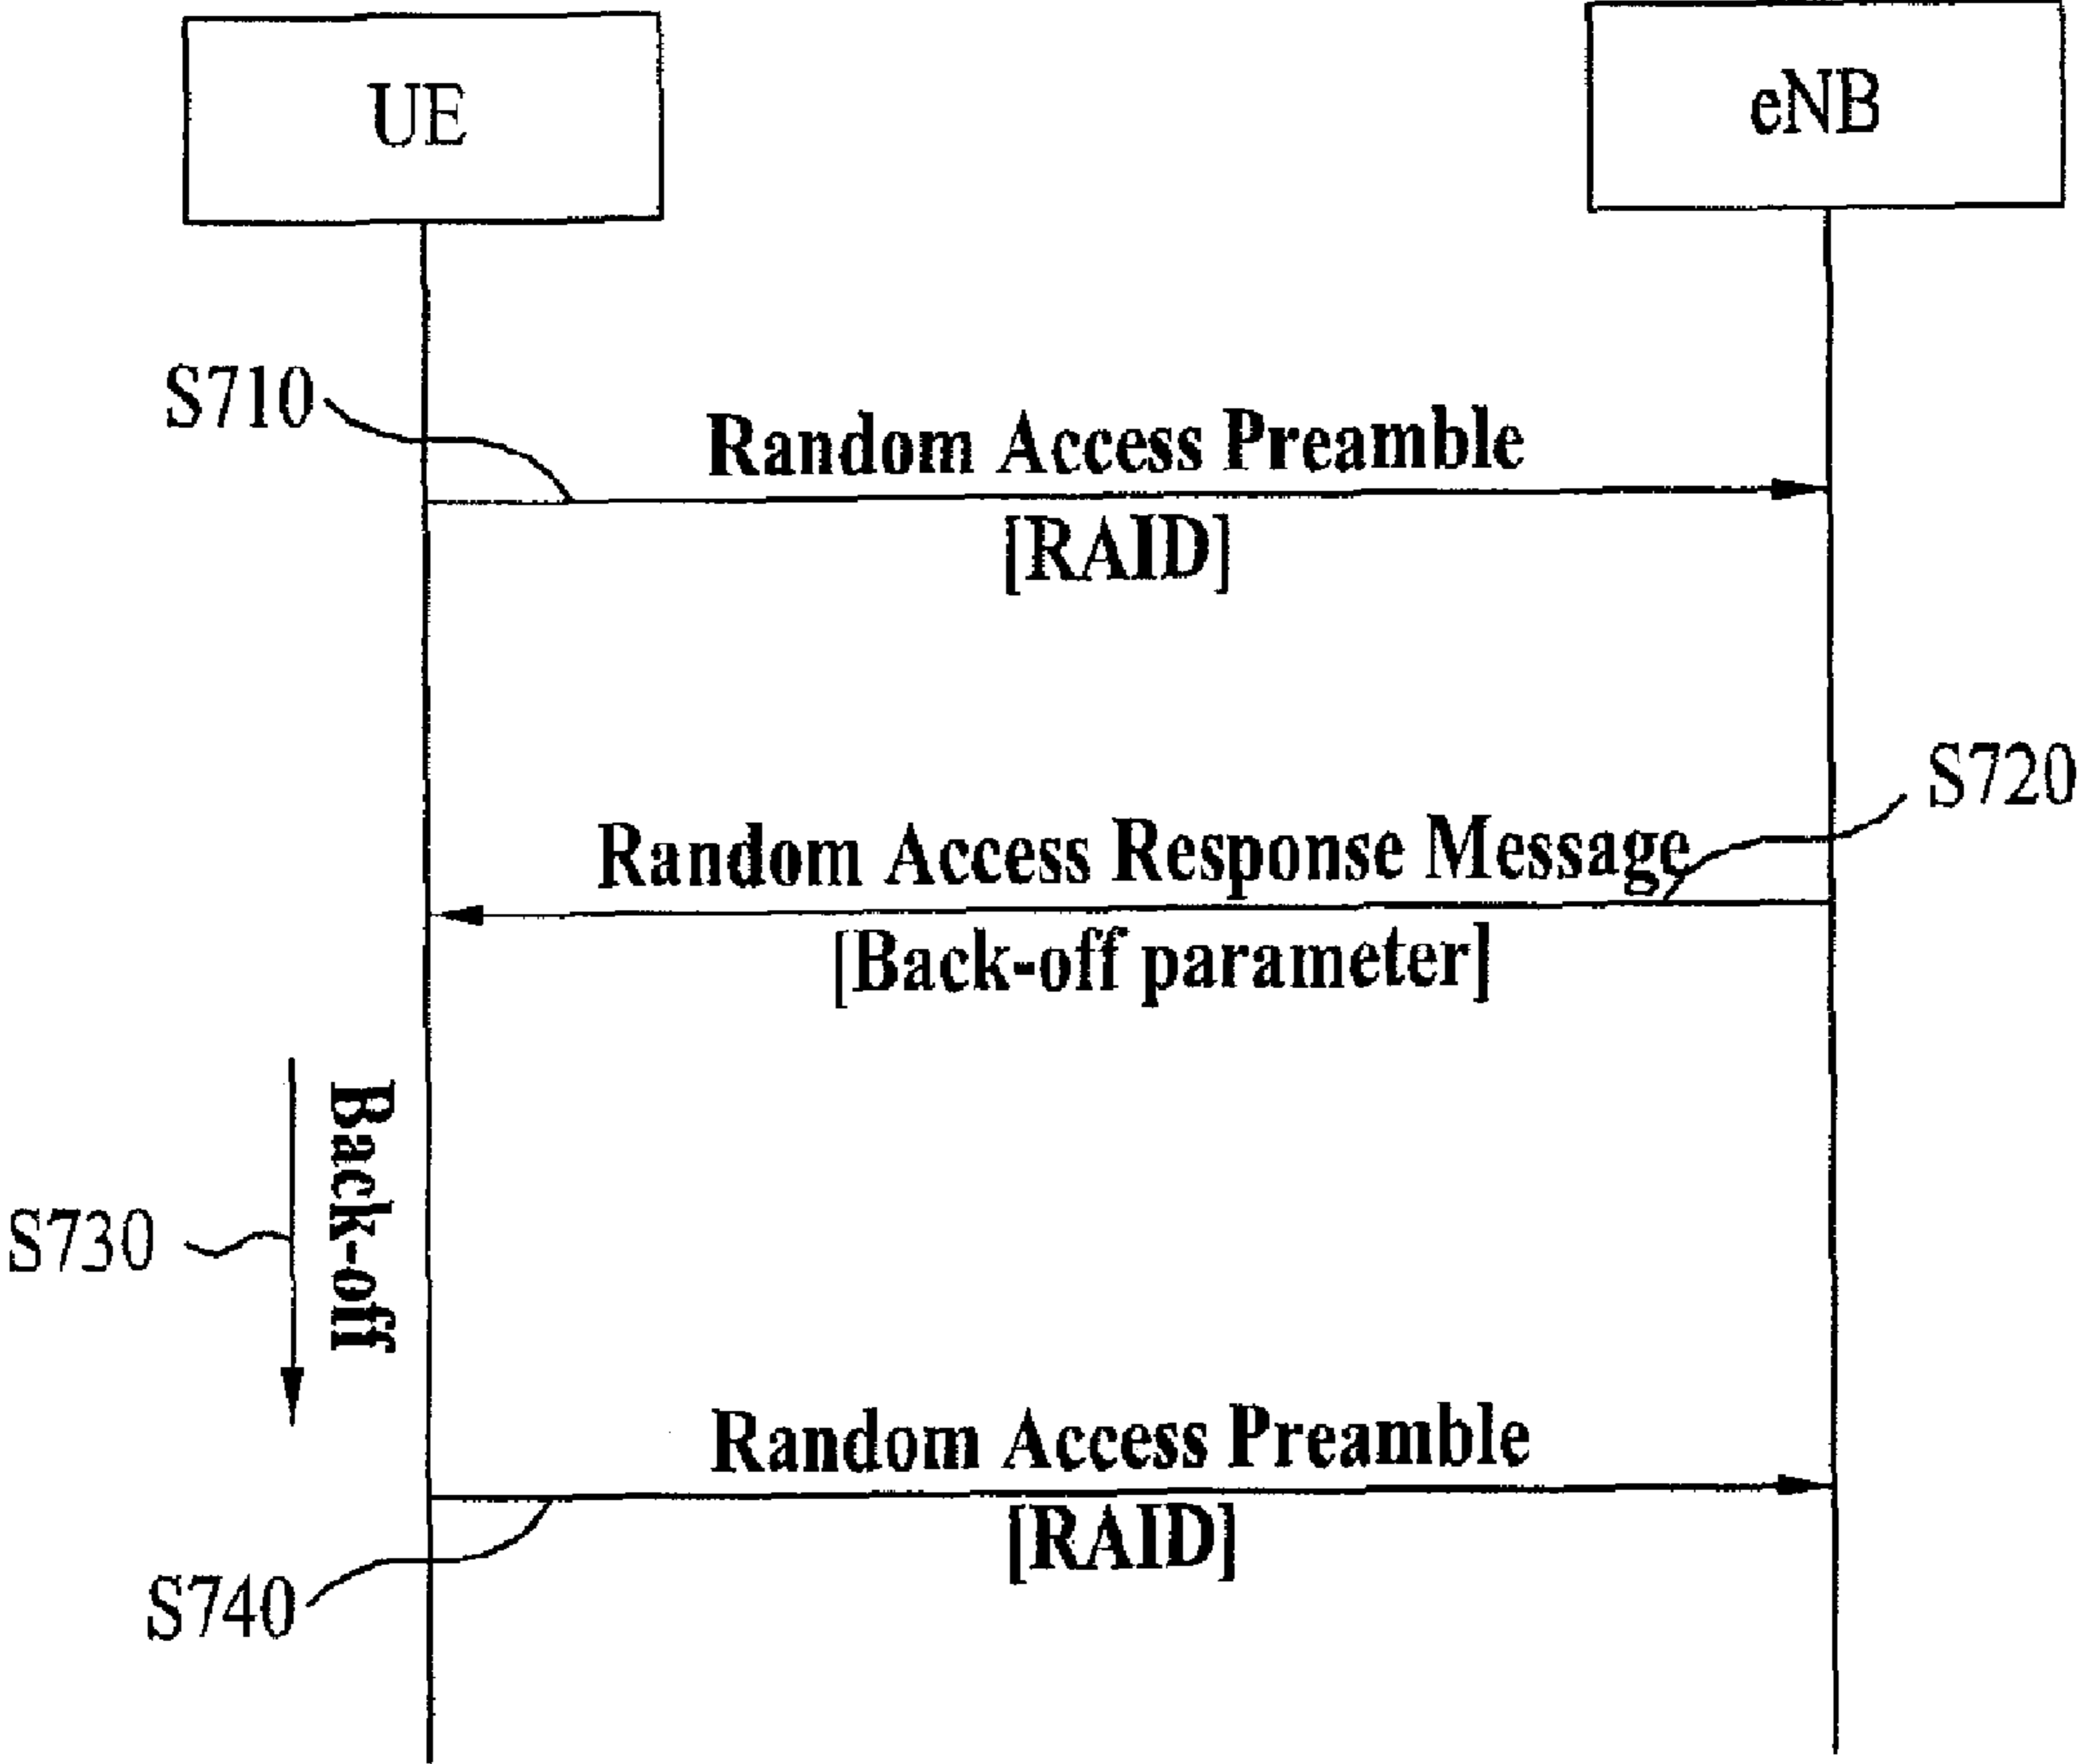 UE
eNB
S710
Random Access Preamble
[RAID]
S720
Random Access Response Message
[Back-off parameter]
Back-off
S730
Random Access Preamble
[RAID]
S740